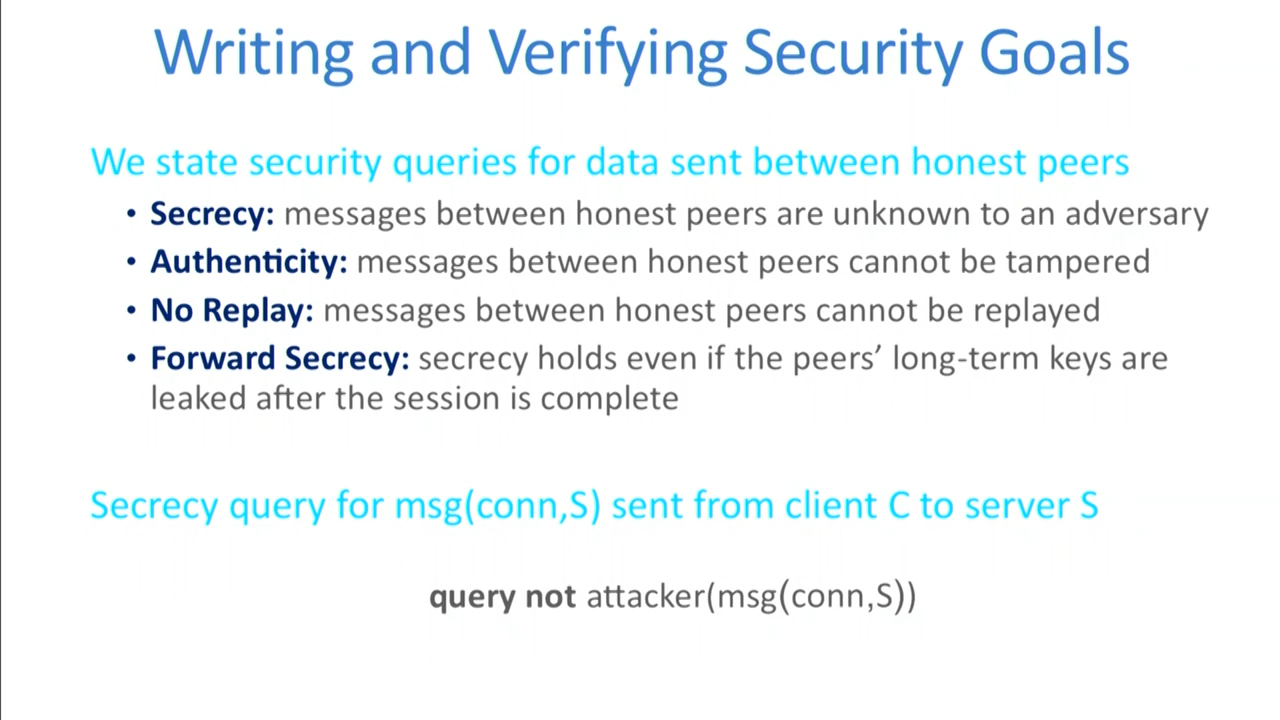 Writing and Verifying Security Goals
We state security queries for data sent between honest peers
• Secrecy: messages between honest peers are unknown to an adversary
• Authenticity: messages between honest peers cannot be tampered
• No Replay: messages between honest peers cannot be replayed
• Forward Secrecy: secrecy holds even if the peers’ long-term keys are
leaked after the session is complete
Secrecy query for msg(conn,S) sent from client C to server S
query not attacker(msg(conn,S))